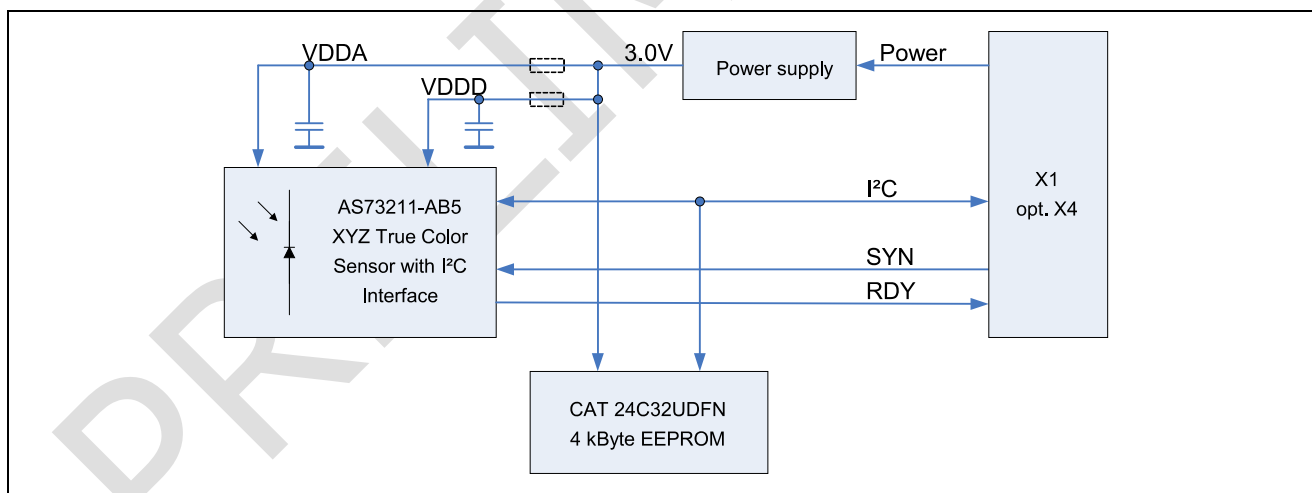 VDDA
3.0V
Power supply
Power
VDDD
AS73211-AB5
XYZ True Color
Sensor with I²C
Interface
I²C
X1
opt. X4
SYN
RDY
CAT 24C32UDFN
4 kByte EEPROM
PRELIM